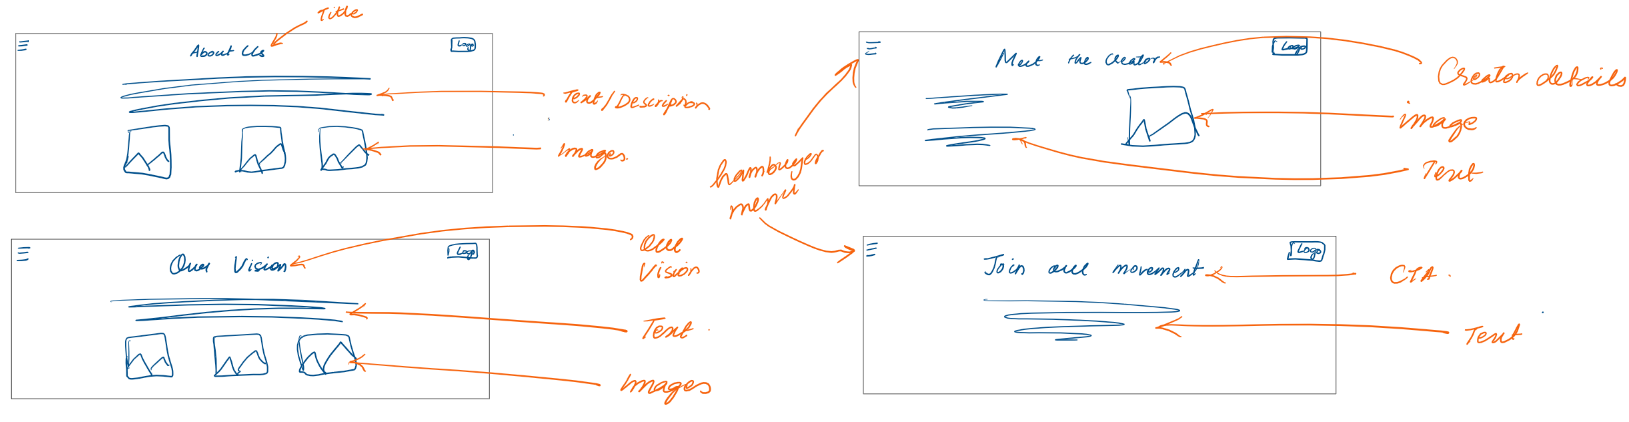 Title
About Us
Logo
Text/Description
Images
Meet the Creator
Logo
Creator details
image
Text
hamburger
menu
Our Vision
Logo
Our
Vision
Text
Images
Join our movement
Logo
CTA.
Text